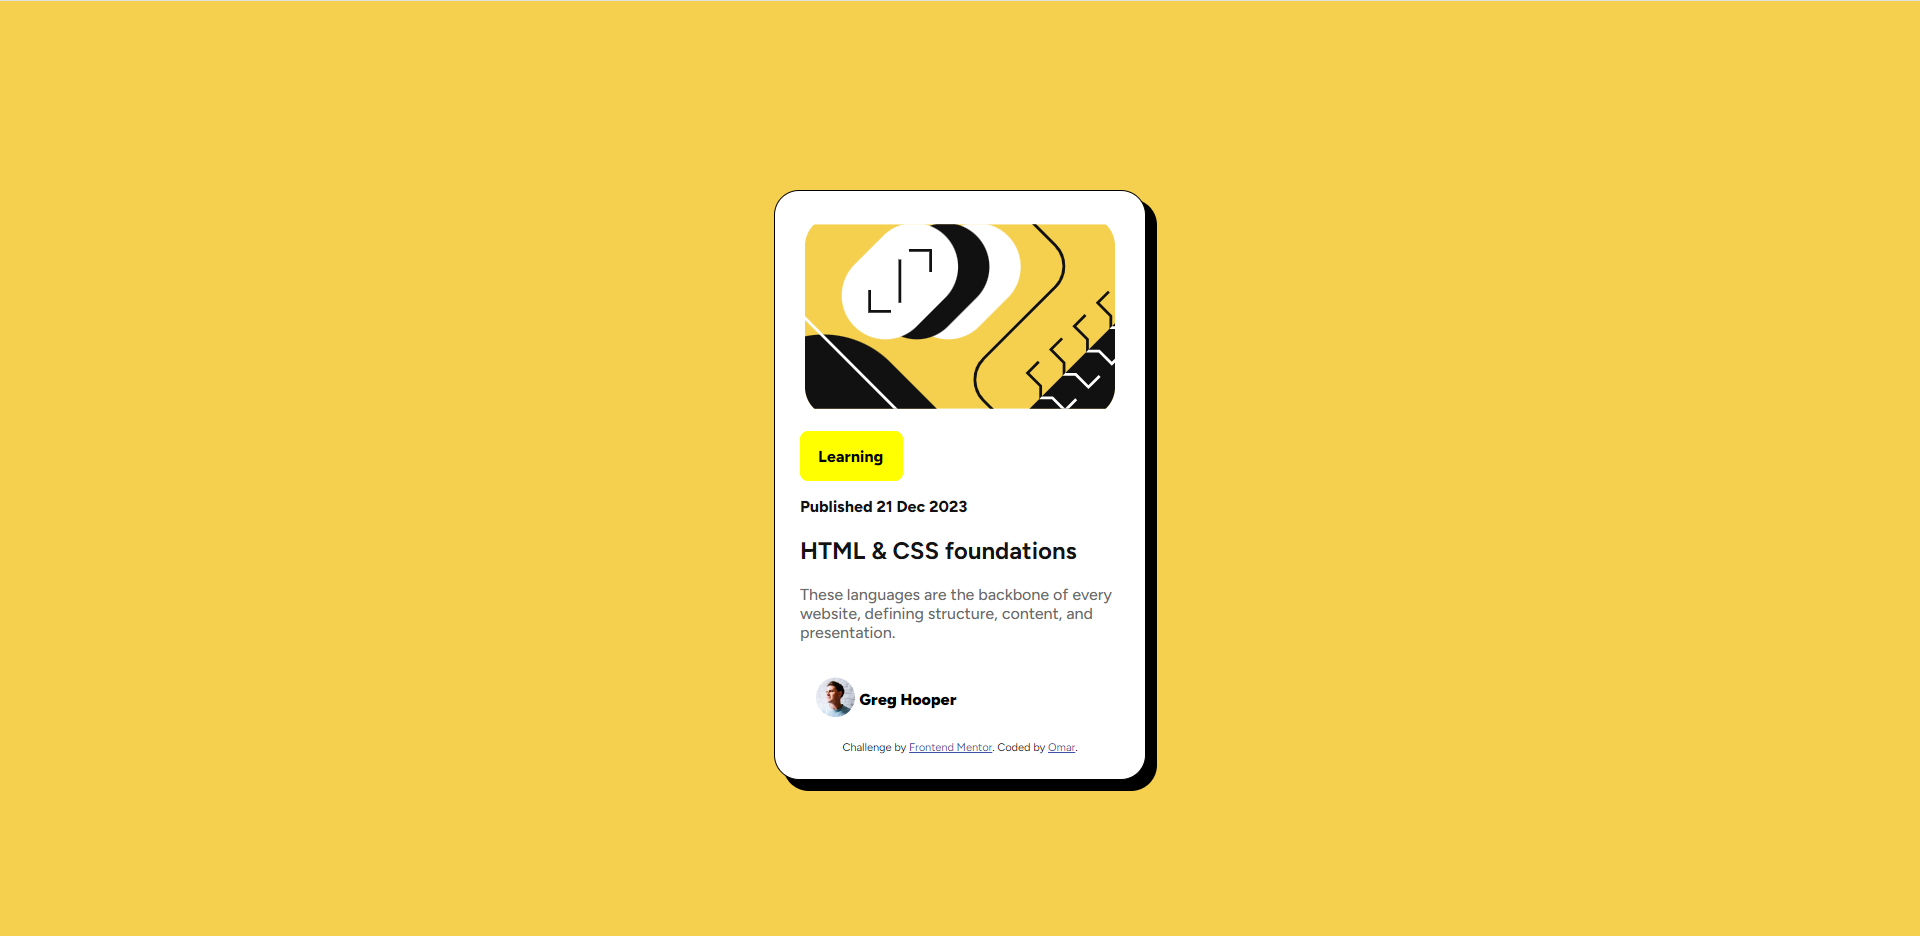 Learning
Published 21 Dec 2023
HTML & CSS foundations
These languages are the backbone of every
website, defining structure, content, and
presentation.
Greg Hooper
Challenge by Frontend Mentor. Coded by Omar.